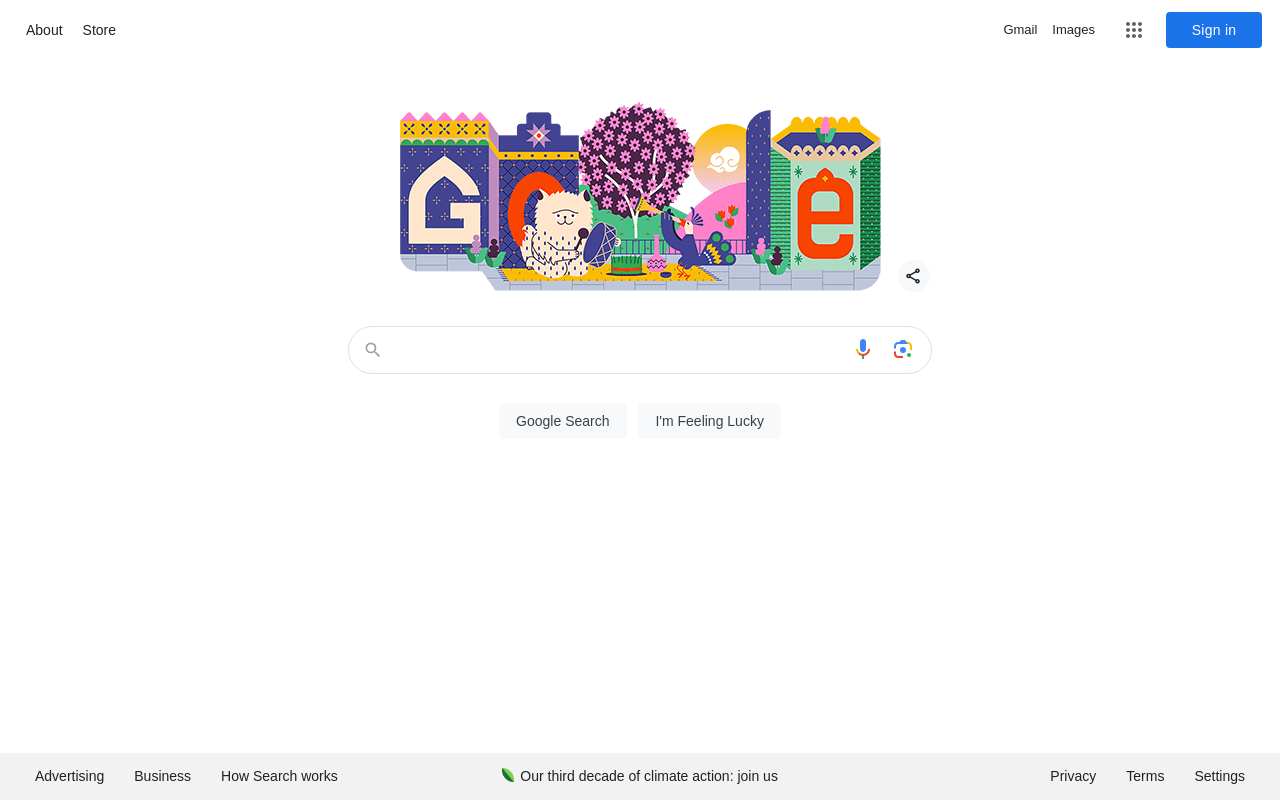 About Store
Gmail Images Sign in
Google Search I'm Feeling Lucky
Advertising Business How Search works
Our third decade of climate action: join us
Privacy Terms Settings